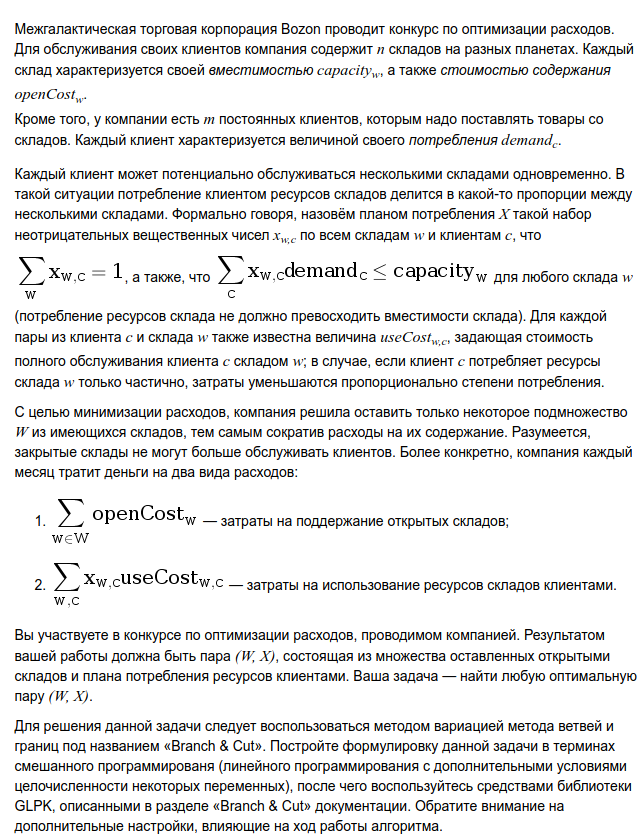 Межгалактическая торговая корпорация Bozon проводит конкурс по оптимизации расходов.
Для обслуживания своих клиентов компания содержит n складов на разных планетах. Каждый
склад характеризуется своей вместимостью capacity_w, а также стоимостью содержания
openCost_w.
Кроме того, у компании есть m постоянных клиентов, которым надо поставлять товары со
складов. Каждый клиент характеризуется величиной своего потребления demand_c.
Каждый клиент может потенциально обслуживаться несколькими складами одновременно. В
такой ситуации потребление клиентом ресурсов складов делится в какой-то пропорции между
несколькими складами. Формально говоря, назовём планом потребления X такой набор
неотрицательных вещественных чисел x_{w,c} по всем складам w и клиентам c, что
∑_w x_{w,c} = 1, а также, что ∑_c x_{w,c}demand_c ≤ capacity_w для любого склада w
(потребление ресурсов склада не должно превосходить вместимости склада). Для каждой
пары из клиента c и склада w также известна величина useCost_{w,c}, задающая стоимость
полного обслуживания клиента c складом w; в случае, если клиент c потребляет ресурсы
склада w только частично, затраты уменьшаются пропорционально степени потребления.
С целью минимизации расходов, компания решила оставить только некоторое подмножество
W из имеющихся складов, тем самым сократив расходы на их содержание. Разумеется,
закрытые склады не могут больше обслуживать клиентов. Более конкретно, компания каждый
месяц тратит деньги на два вида расходов:
1. ∑_{w∈W} openCost_w — затраты на поддержание открытых складов;
2. ∑_{w,c} x_{w,c}useCost_{w,c} — затраты на использование ресурсов складов клиентами.
Вы участвуете в конкурсе по оптимизации расходов, проводимом компанией. Результатом
вашей работы должна быть пара (W, X), состоящая из множества оставленных открытыми
складов и плана потребления ресурсов клиентами. Ваша задача — найти любую оптимальную
пару (W, X).
Для решения данной задачи следует воспользоваться методом вариацией метода ветвей и
границ под названием «Branch & Cut». Постройте формулировку данной задачи в терминах
смешанного программированя (линейного программирования с дополнительными условиями
целочисленности некоторых переменных), после чего воспользуйтесь средствами библиотеки
GLPK, описанными в разделе «Branch & Cut» документации. Обратите внимание на
дополнительные настройки, влияющие на ход работы алгоритма.